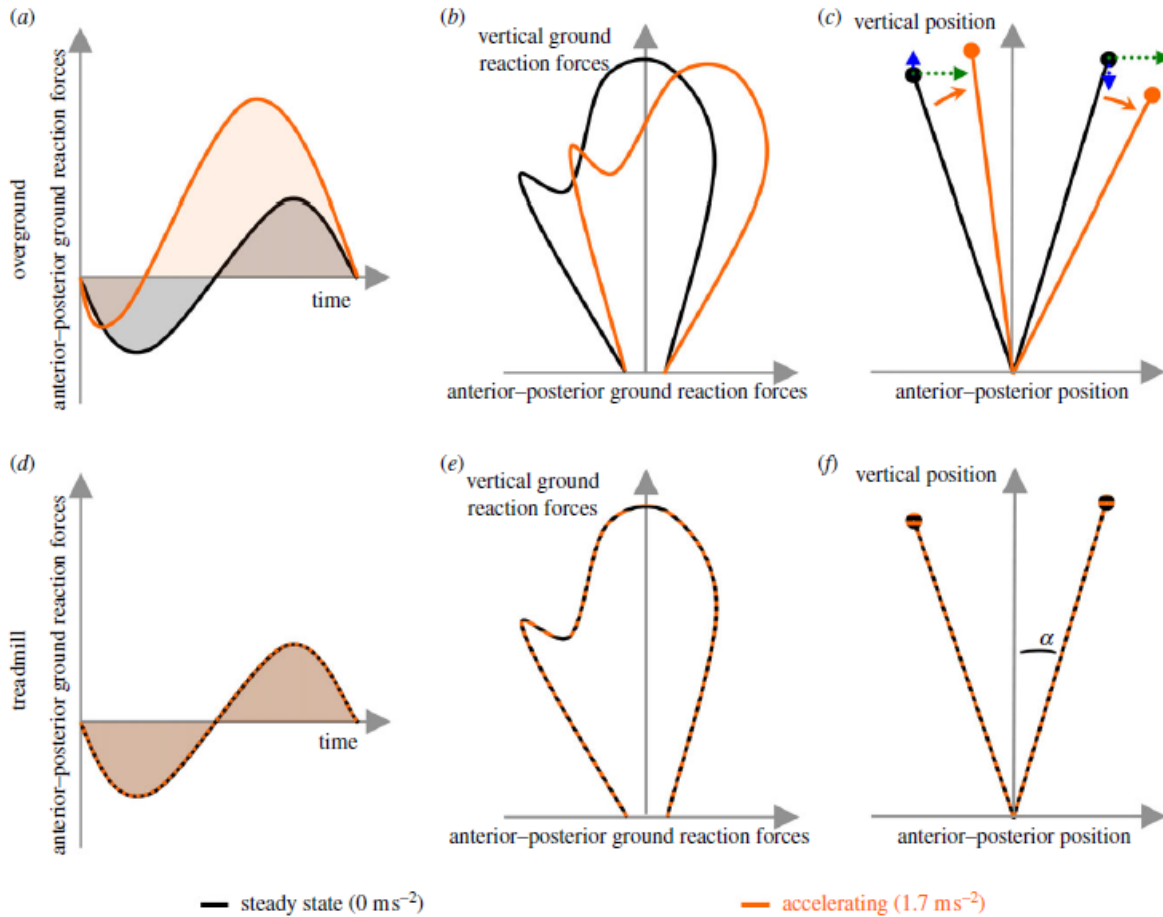 (a)
overground
anterior–posterior ground reaction forces
time
(b)
vertical ground
reaction forces
anterior–posterior ground reaction forces
(c)
vertical position
anterior–posterior position
(d)
treadmill
anterior–posterior ground reaction forces
time
(e)
vertical ground
reaction forces
anterior–posterior ground reaction forces
(f)
vertical position
α
anterior–posterior position
steady state (0 ms⁻²)
accelerating (1.7 ms⁻²)